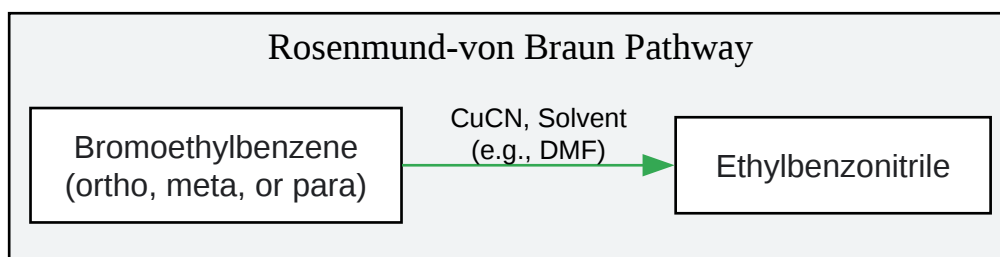 Rosenmund-von Braun Pathway
CuCN, Solvent
(e.g., DMF)
Bromoethylbenzene
(ortho, meta, or para)
Ethylbenzonitrile